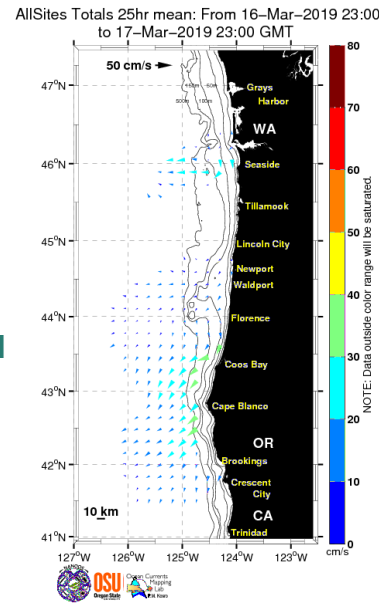 AllSites Totals 25hr mean: From 16-Mar-2019 23:00
to 17-Mar-2019 23:00 GMT
50 cm/s
47°N
46°N
45°N
44°N
43°N
42°N
41°N
Grays
Harbor
WA
Seaside
Tillamook
Lincoln City
Newport
Waldport
Florence
Coos Bay
Cape Blanco
OR
Brookings
Crescent
City
CA
Trinidad
10 km
127°W
126°W
125°W
124°W
123°W
80
70
60
50
40
30
20
10
0
cm/s
NOTE: Data outside color range will be saturated.
OSU
Oregon State
Ocean Currents
Mapping
Lab